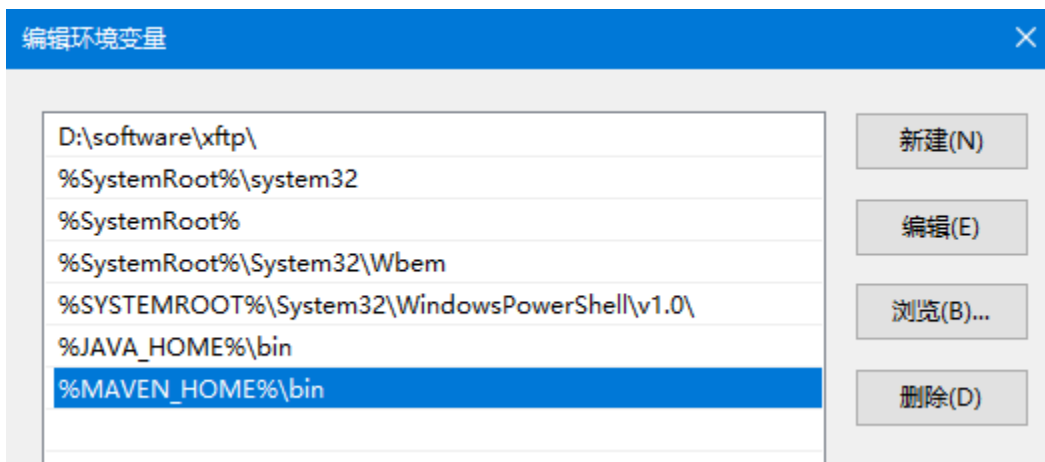 编辑环境变量
D:\software\xftp\
%SystemRoot%\system32
%SystemRoot%
%SystemRoot%\System32\Wbem
%SYSTEMROOT%\System32\WindowsPowerShell\v1.0\
%JAVA_HOME%\bin
%MAVEN_HOME%\bin
新建(N)
编辑(E)
浏览(B)...
删除(D)